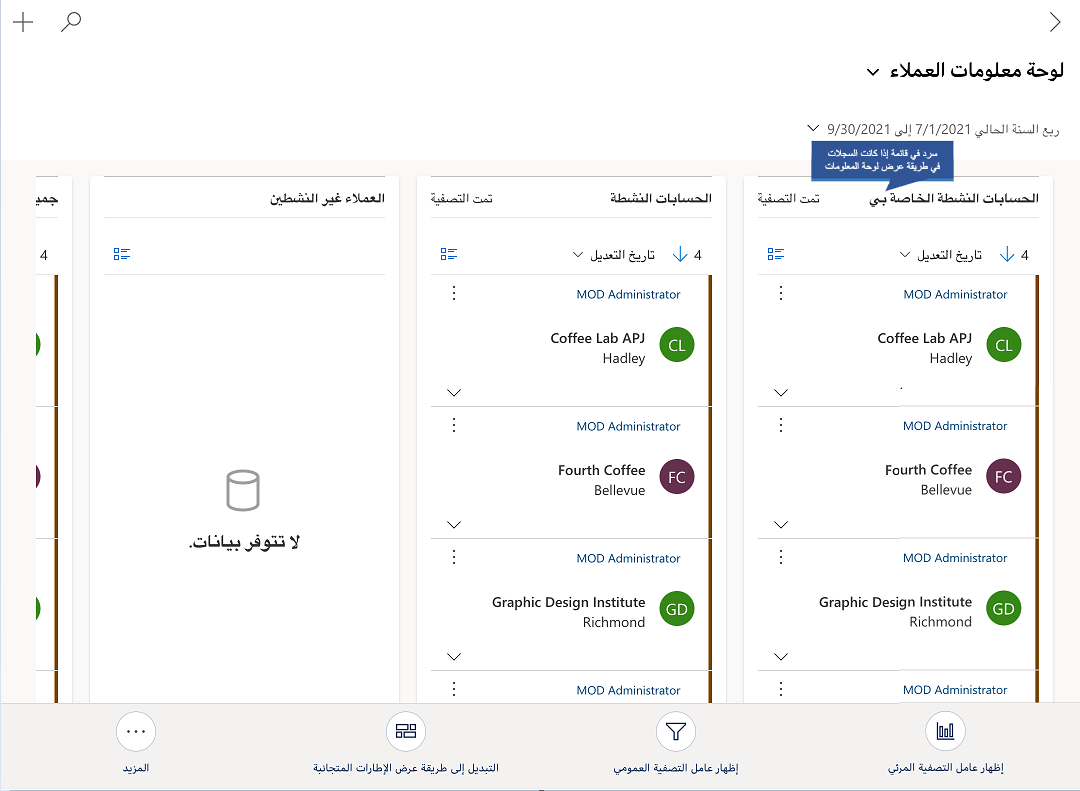 لوحة معلومات العملاء
ربع السنة الحالي 7/1/2021 إلى 9/30/2021
سرد في قائمة إذا كانت السجلات
في طريقة عرض لوحة المعلومات
الحسابات النشطة الخاصة بي
تمت التصفية
4
تاريخ التعديل
MOD Administrator
CL
Coffee Lab APJ
Hadley
MOD Administrator
FC
Fourth Coffee
Bellevue
MOD Administrator
GD
Graphic Design Institute
Richmond
MOD Administrator
الحسابات النشطة
تمت التصفية
4
تاريخ التعديل
MOD Administrator
CL
Coffee Lab APJ
Hadley
MOD Administrator
FC
Fourth Coffee
Bellevue
MOD Administrator
GD
Graphic Design Institute
Richmond
MOD Administrator
العملاء غير النشطين
لا تتوفر بيانات.
4
إظهار عامل التصفية المرئي
إظهار عامل التصفية العمومي
التبديل إلى طريقة عرض الإطارات المتجانبة
المزيد